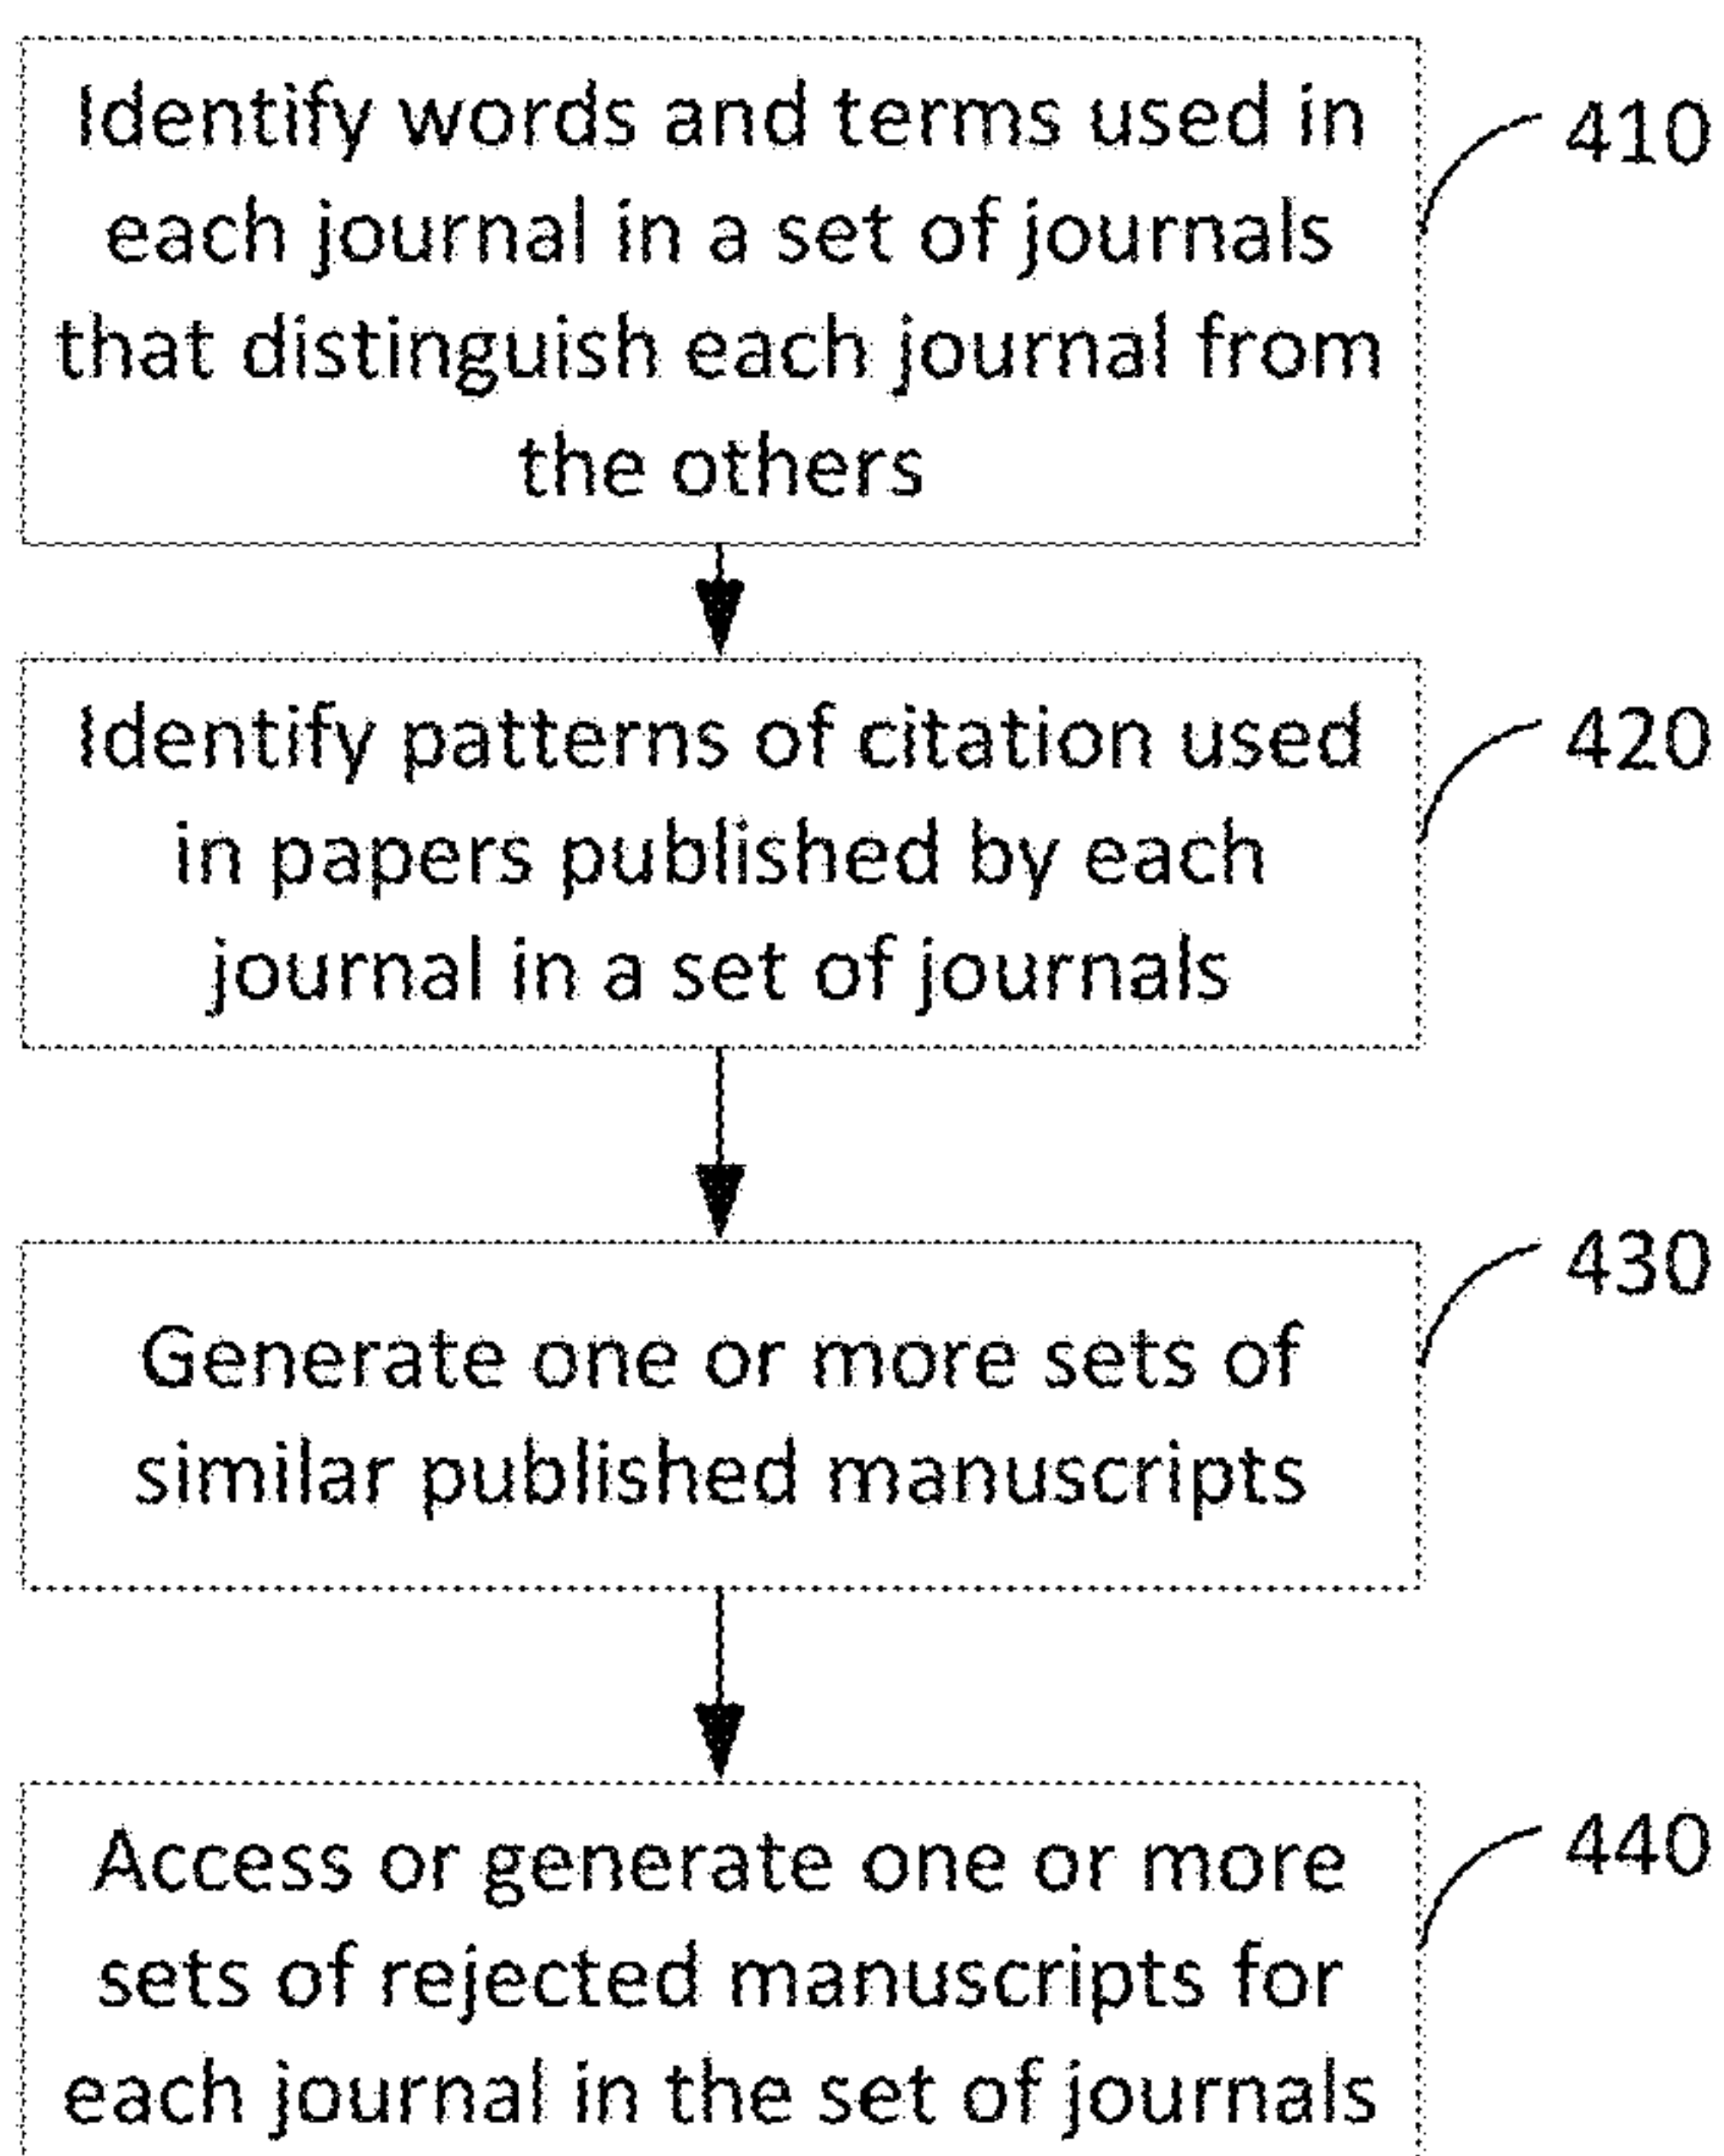 Identify words and terms used in
each journal in a set of journals
that distinguish each journal from
the others
410
Identify patterns of citation used
in papers published by each
journal in a set of journals
420
Generate one or more sets of
similar published manuscripts
430
Access or generate one or more
sets of rejected manuscripts for
each journal in the set of journals
440